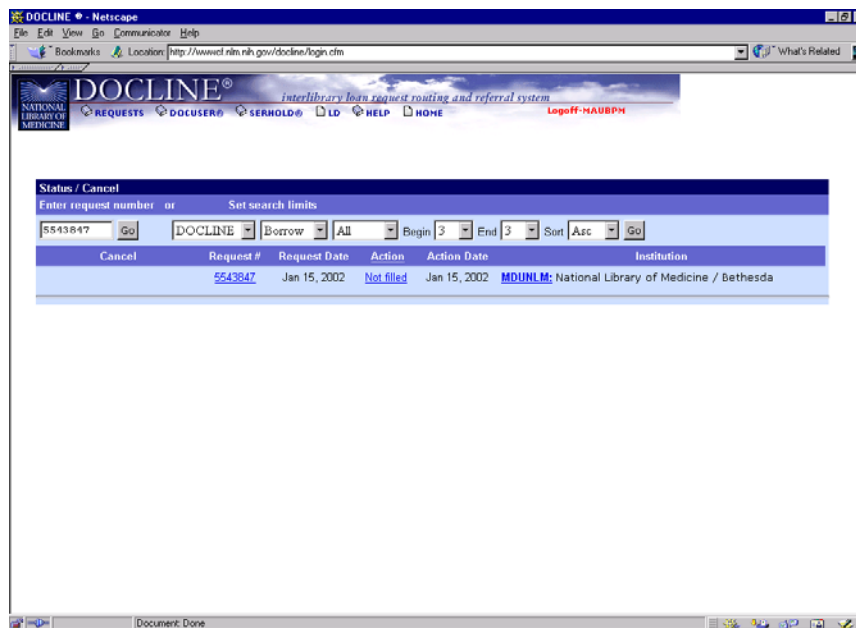 DOCLINE ® - Netscape
File Edit View Go Communicator Help
Bookmarks Location: http://wwwcf.nlm.nih.gov/docline/login.cfm What's Related
NATIONAL LIBRARY OF MEDICINE
DOCLINE®
interlibrary loan request routing and referral system
REQUESTS DOCUSER® SERHOLD® LD HELP HOME Logoff-MAUBPM
Status / Cancel
Enter request number or Set search limits
5543847 Go DOCLINE Borrow All Begin 3 End 3 Sort Asc Go
Cancel Request # Request Date Action Action Date Institution
5543847 Jan 15, 2002 Not filled Jan 15, 2002 MDUNLM: National Library of Medicine / Bethesda
Document: Done